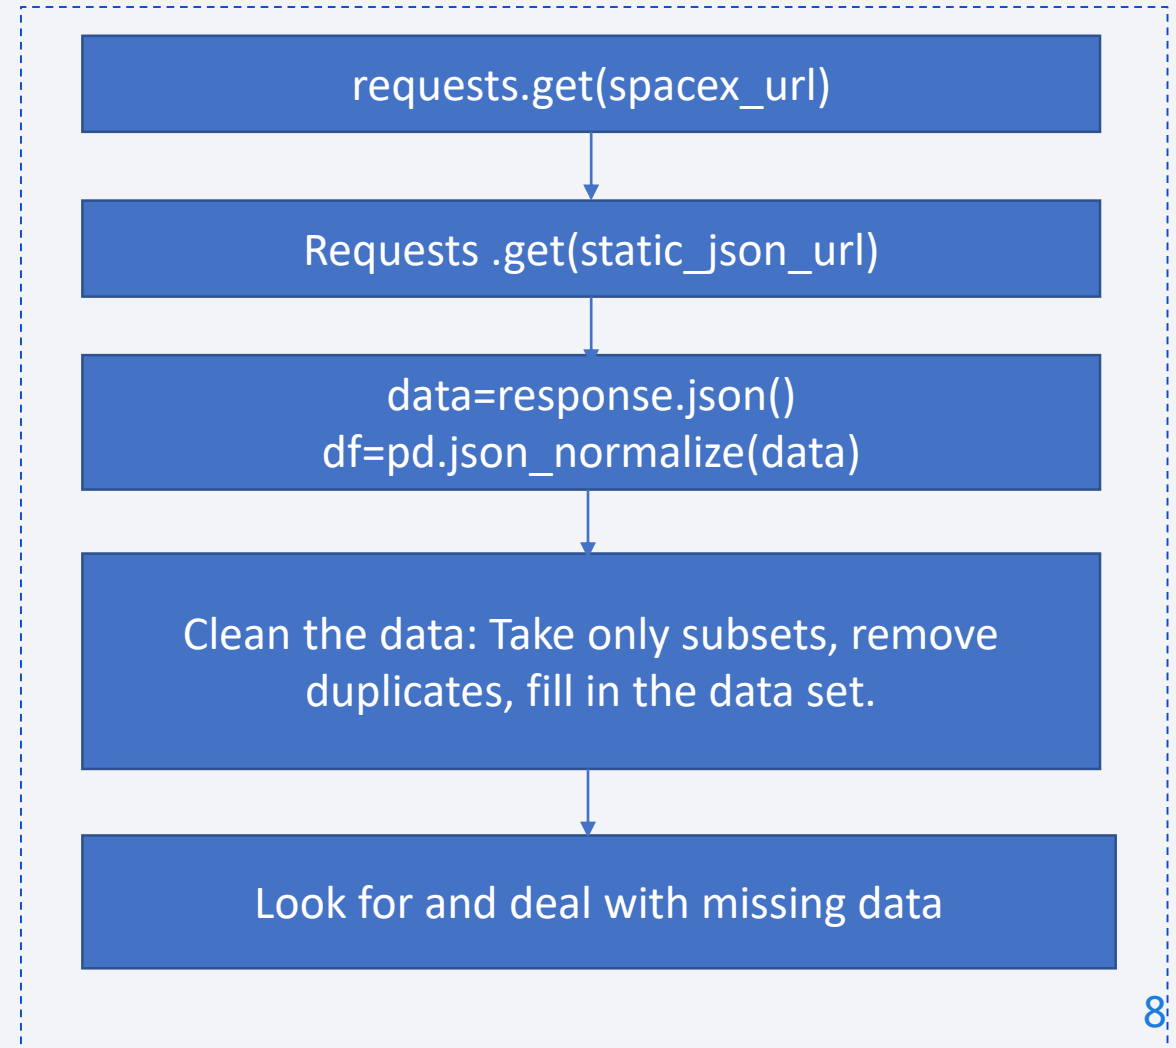 requests.get(spacex_url)
Requests .get(static_json_url)
data=response.json()
df=pd.json_normalize(data)
Clean the data: Take only subsets, remove
duplicates, fill in the data set.
Look for and deal with missing data
8